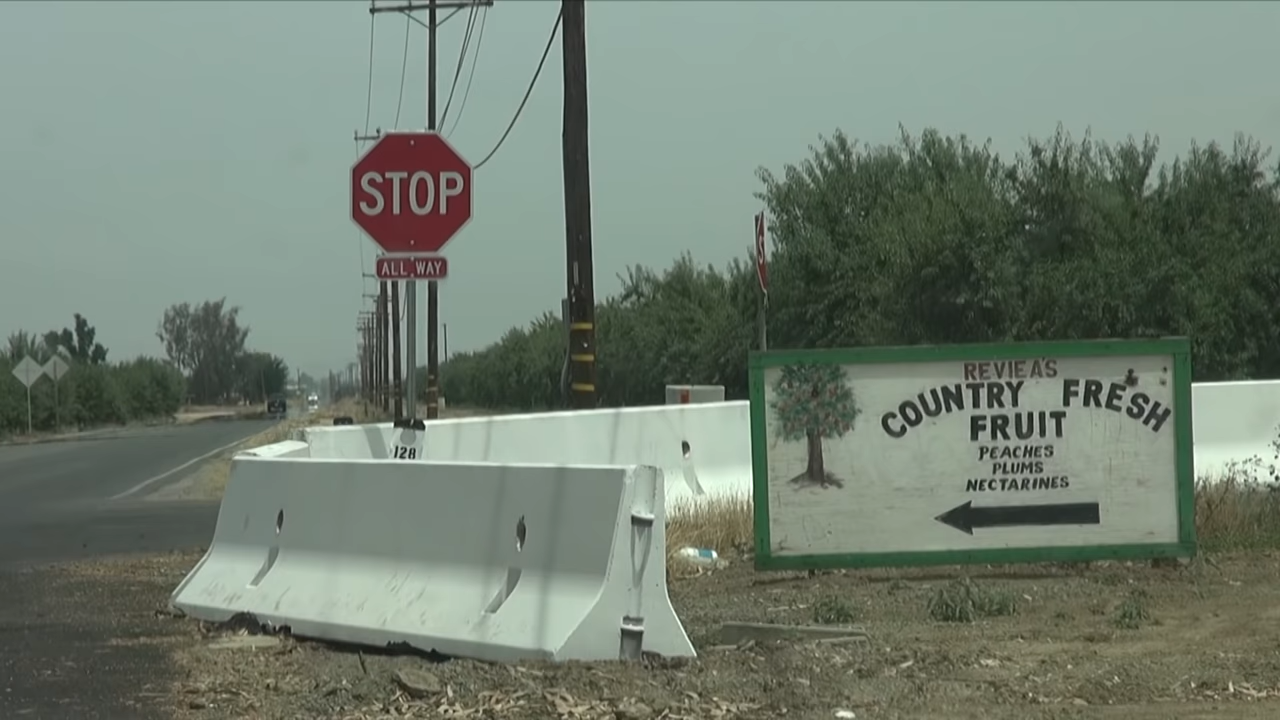 STOP
ALL WAY
128
S
REVIEA'S
COUNTRY FRESH
FRUIT
PEACHES
PLUMS
NECTARINES